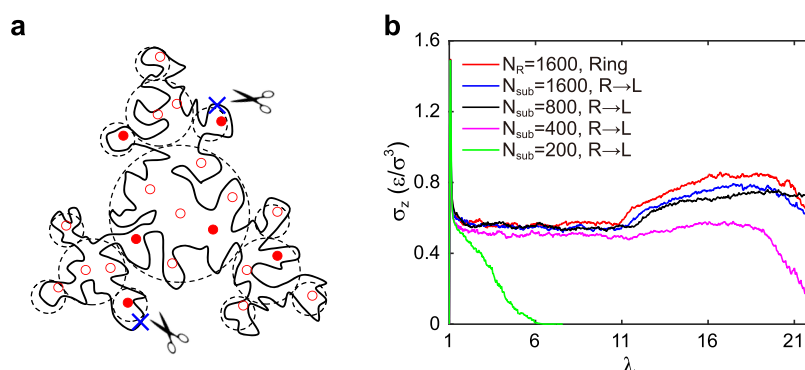 a
b
1.6
1.2
0.8
0.4
0
σz (ε/σ³)
NR=1600, Ring
Nsub=1600, R→L
Nsub=800, R→L
Nsub=400, R→L
Nsub=200, R→L
1
6
11
16
21
λ